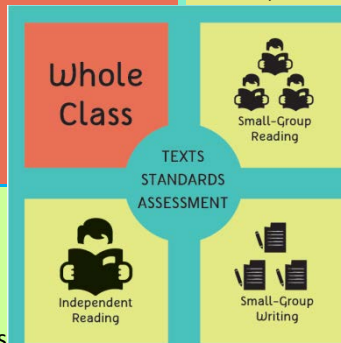 Whole
Class
Small-Group
Reading
TEXTS
STANDARDS
ASSESSMENT
Independent
Reading
Small-Group
Writing
s